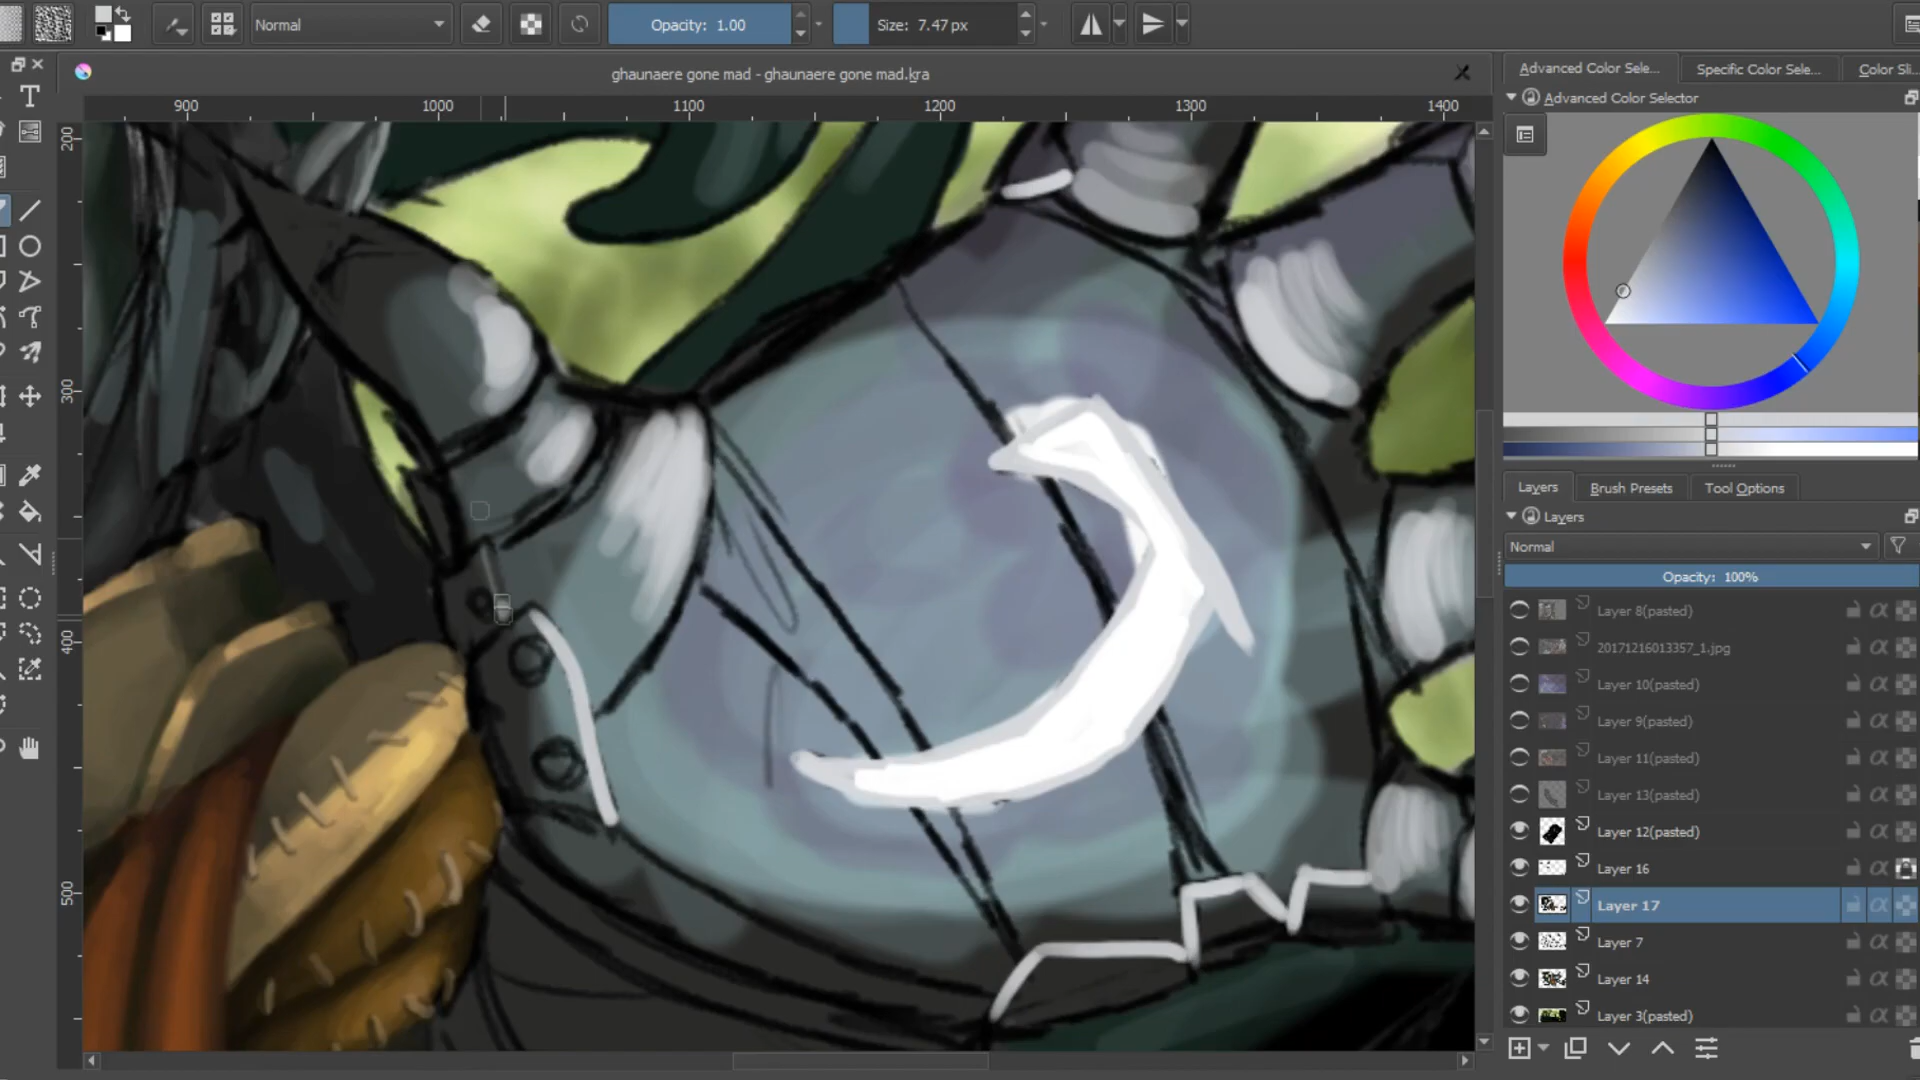 Normal
Opacity: 1.00
Size: 7.47 px
ghaunaere gone mad - ghaunaere gone mad.kra
900
1000
1100
1200
1300
1400
200
300
400
500
Advanced Color Sele...
Specific Color Sele...
Color Sli...
Advanced Color Selector
Layers
Brush Presets
Tool Options
Layers
Normal
Opacity: 100%
Layer 8(pasted)
20171216013357_1.jpg
Layer 10(pasted)
Layer 9(pasted)
Layer 11(pasted)
Layer 13(pasted)
Layer 12(pasted)
Layer 16
Layer 17
Layer 7
Layer 14
Layer 3(pasted)